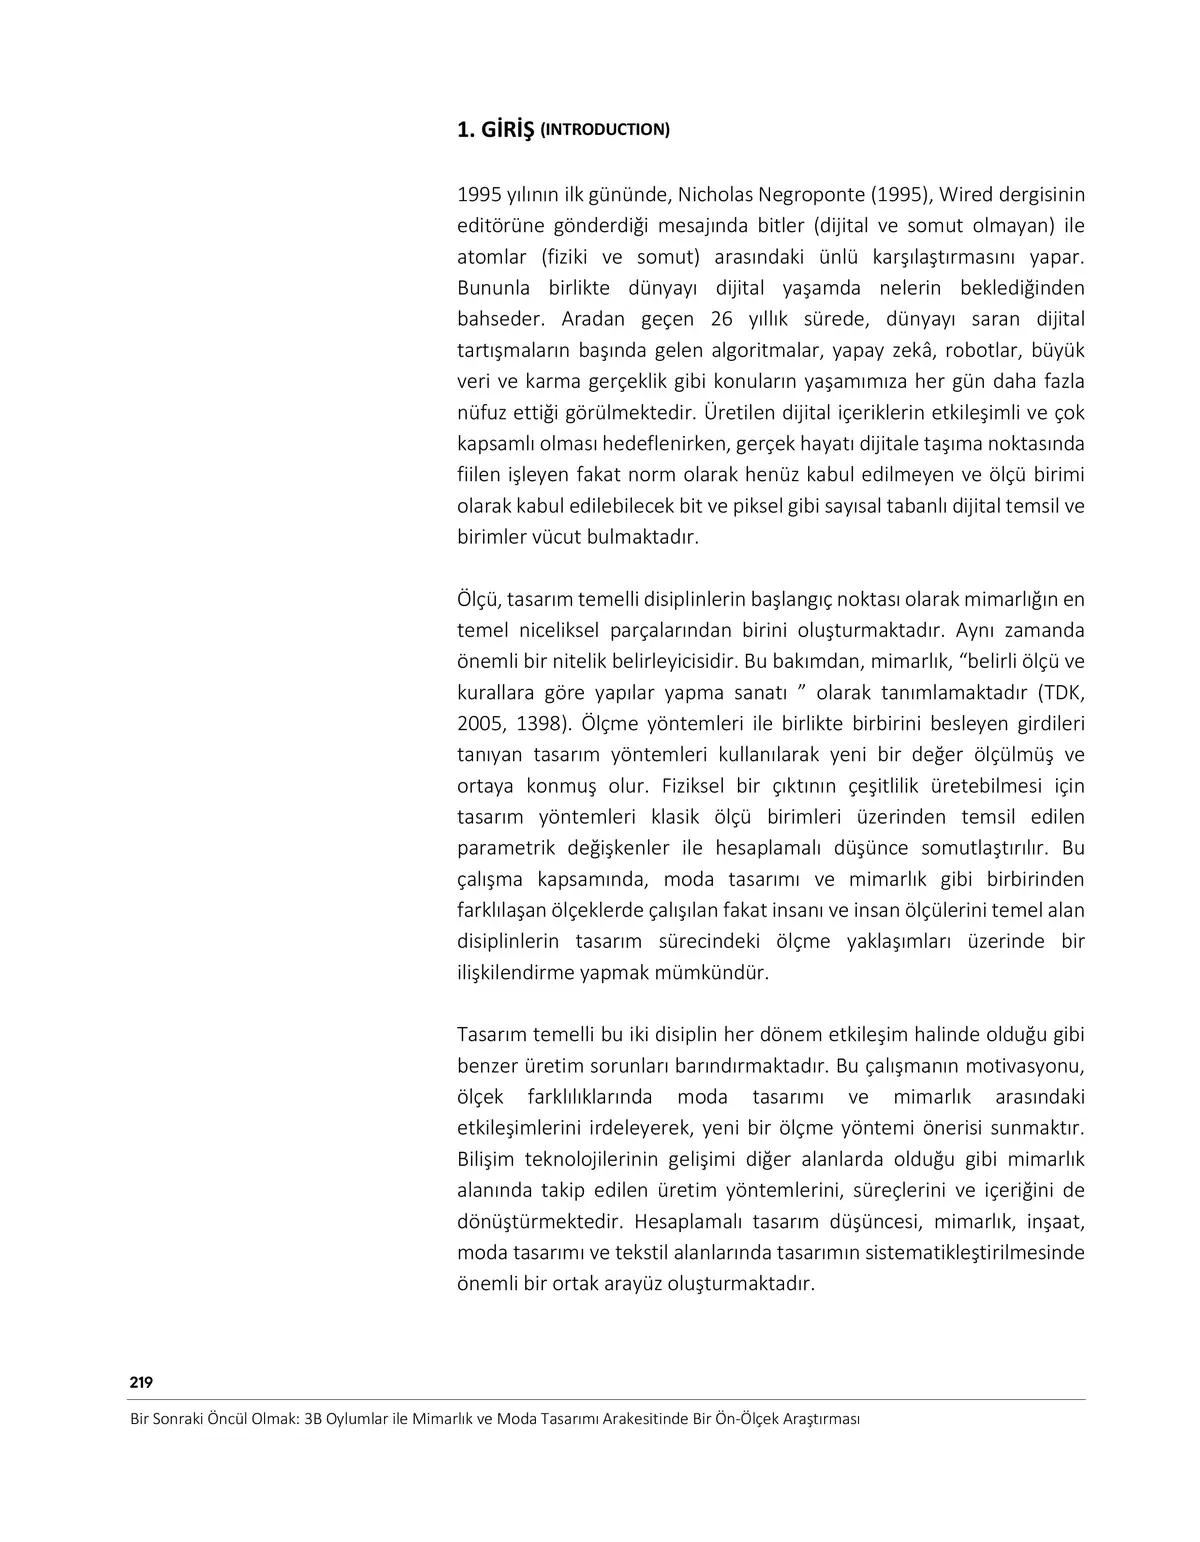 1. GİRİŞ (INTRODUCTION)
1995 yılının ilk gününde, Nicholas Negroponte (1995), Wired dergisinin
editörüne gönderdiği mesajında bitler (dijital ve somut olmayan) ile
atomlar (fiziki ve somut) arasındaki ünlü karşılaştırmasını yapar.
Bununla birlikte dünyayı dijital yaşamda nelerin beklediğinden
bahseder. Aradan geçen 26 yıllık sürede, dünyayı saran dijital
tartışmaların başında gelen algoritmalar, yapay zekâ, robotlar, büyük
veri ve karma gerçeklik gibi konuların yaşamımıza her gün daha fazla
nüfuz ettiği görülmektedir. Üretilen dijital içeriklerin etkileşimli ve çok
kapsamlı olması hedeflenirken, gerçek hayatı dijitale taşıma noktasında
fiilen işleyen fakat norm olarak henüz kabul edilmeyen ve ölçü birimi
olarak kabul edilebilecek bit ve piksel gibi sayısal tabanlı dijital temsil ve
birimler vücut bulmaktadır.
Ölçü, tasarım temelli disiplinlerin başlangıç noktası olarak mimarlığın en
temel niceliksel parçalarından birini oluşturmaktadır. Aynı zamanda
önemli bir nitelik belirleyicisidir. Bu bakımdan, mimarlık, “belirli ölçü ve
kurallara göre yapılar yapma sanatı ” olarak tanımlamaktadır (TDK,
2005, 1398). Ölçme yöntemleri ile birlikte birbirini besleyen girdileri
tanıyan tasarım yöntemleri kullanılarak yeni bir değer ölçülmüş ve
ortaya konmuş olur. Fiziksel bir çıktının çeşitlilik üretebilmesi için
tasarım yöntemleri klasik ölçü birimleri üzerinden temsil edilen
parametrik değişkenler ile hesaplamalı düşünce somutlaştırılır. Bu
çalışma kapsamında, moda tasarımı ve mimarlık gibi birbirinden
farklılaşan ölçeklerde çalışılan fakat insanı ve insan ölçülerini temel alan
disiplinlerin tasarım sürecindeki ölçme yaklaşımları üzerinde bir
ilişkilendirme yapmak mümkündür.
Tasarım temelli bu iki disiplin her dönem etkileşim halinde olduğu gibi
benzer üretim sorunları barındırmaktadır. Bu çalışmanın motivasyonu,
ölçek farklılıklarında moda tasarımı ve mimarlık arasındaki
etkileşimlerini irdeleyerek, yeni bir ölçme yöntemi önerisi sunmaktır.
Bilişim teknolojilerinin gelişimi diğer alanlarda olduğu gibi mimarlık
alanında takip edilen üretim yöntemlerini, süreçlerini ve içeriğini de
dönüştürmektedir. Hesaplamalı tasarım düşüncesi, mimarlık, inşaat,
moda tasarımı ve tekstil alanlarında tasarımın sistematikleştirilmesinde
önemli bir ortak arayüz oluşturmaktadır.
219
Bir Sonraki Öncül Olmak: 3B Oylumlar ile Mimarlık ve Moda Tasarımı Arakesitinde Bir Ön-Ölçek Araştırması